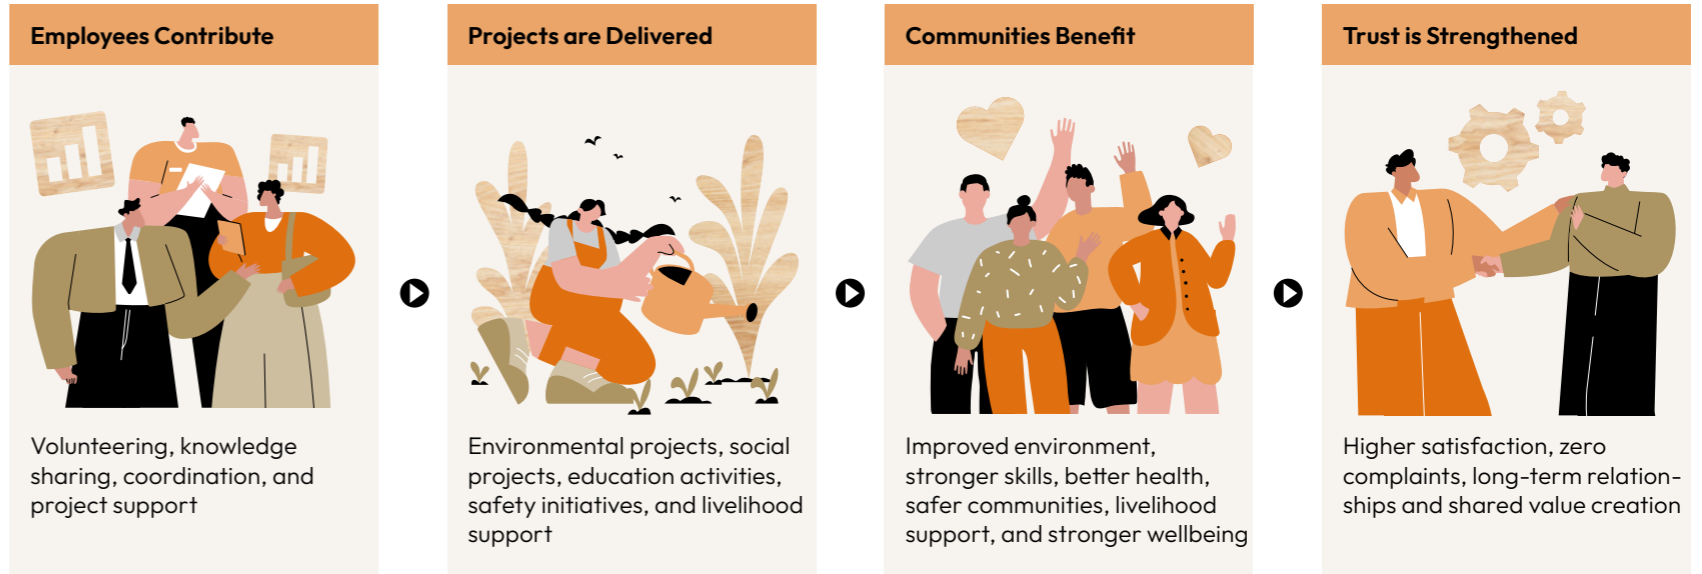 Employees Contribute
Volunteering, knowledge
sharing, coordination, and
project support
Projects are Delivered
Environmental projects, social
projects, education activities,
safety initiatives, and livelihood
support
Communities Benefit
Improved environment,
stronger skills, better health,
safer communities, livelihood
support, and stronger wellbeing
Trust is Strengthened
Higher satisfaction, zero
complaints, long-term relation-
ships and shared value creation